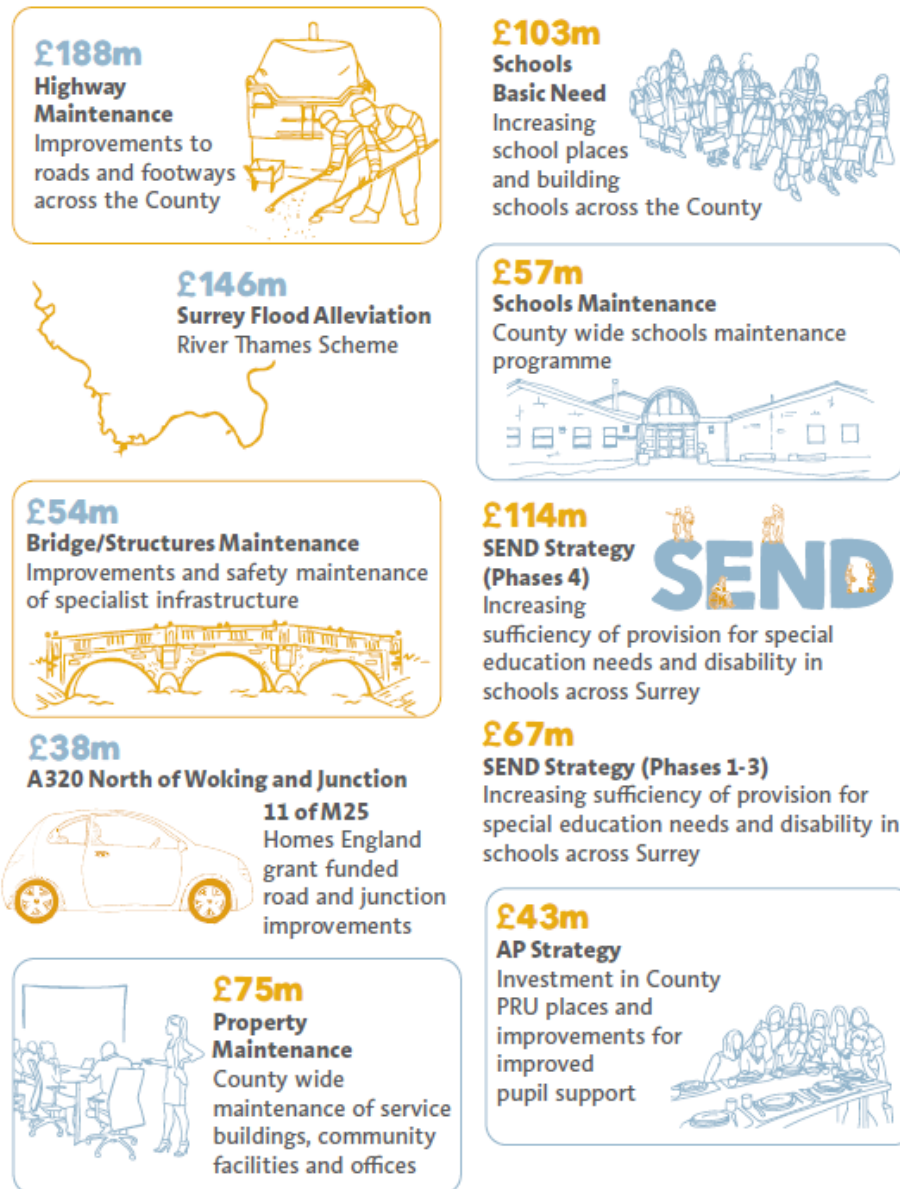 £188m
Highway
Maintenance
Improvements to
roads and footways
across the County
£146m
Surrey Flood Alleviation
River Thames Scheme
£54m
Bridge/Structures Maintenance
Improvements and safety maintenance
of specialist infrastructure
£38m
A320 North of Woking and Junction
11 of M25
Homes England
grant funded
road and junction
improvements
£75m
Property
Maintenance
County wide
maintenance of service
buildings, community
facilities and offices
£103m
Schools
Basic Need
Increasing
school places
and building
schools across the County
£57m
Schools Maintenance
County wide schools maintenance
programme
£114m
SEND Strategy
(Phases 4)
Increasing
sufficiency of provision for special
education needs and disability in
schools across Surrey
SEND
£67m
SEND Strategy (Phases 1-3)
Increasing sufficiency of provision for
special education needs and disability in
schools across Surrey
£43m
AP Strategy
Investment in County
PRU places and
improvements for
improved
pupil support